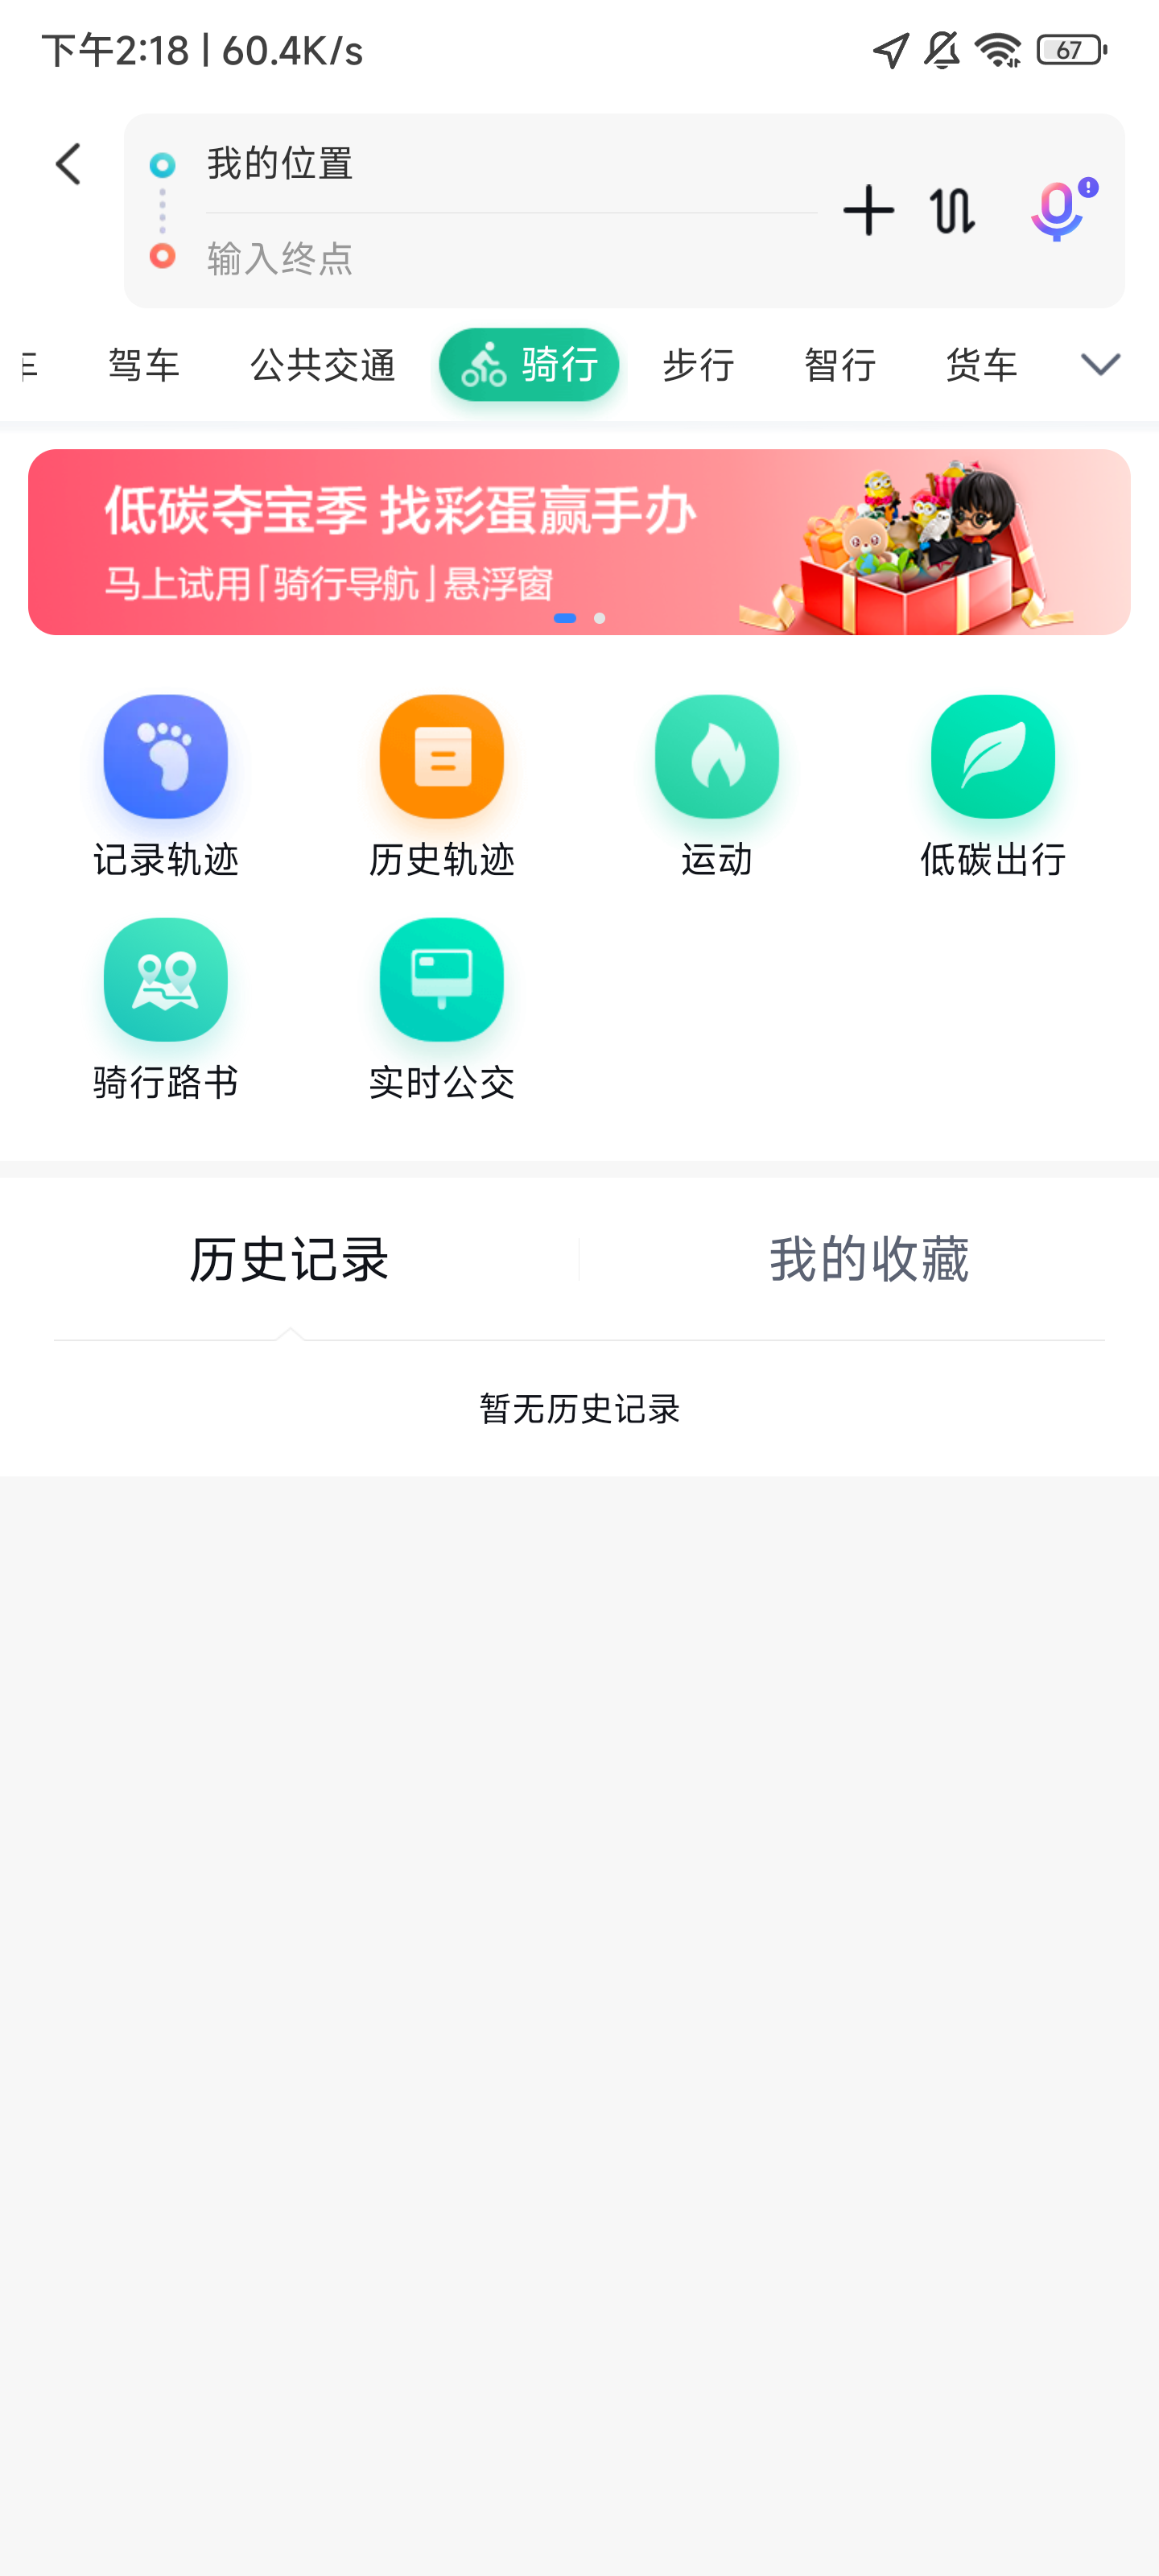 下午2:18 | 60.4K/s
67
我的位置
输入终点
驾车 公共交通 骑行 步行 智行 货车
低碳夺宝季 找彩蛋赢手办
马上试用「骑行导航」悬浮窗
记录轨迹 历史轨迹 运动 低碳出行
骑行路书 实时公交
历史记录 我的收藏
暂无历史记录